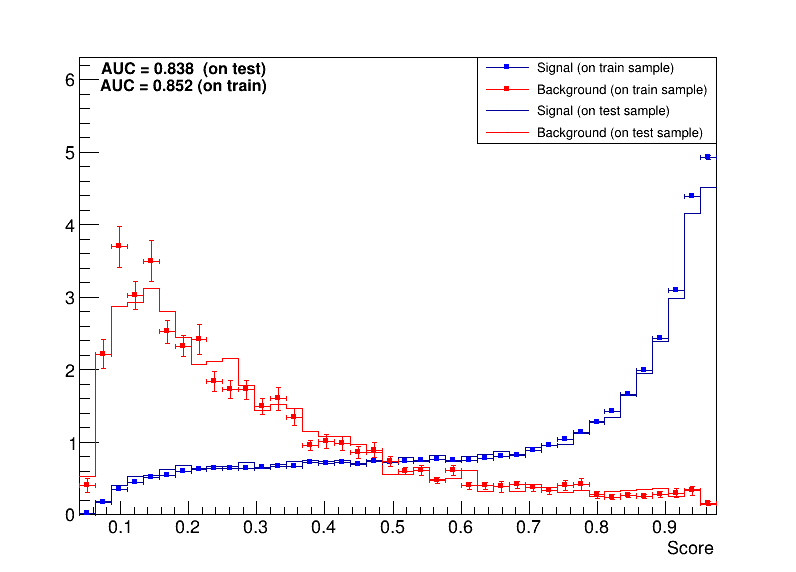 AUC = 0.838 (on test)
AUC = 0.852 (on train)
Signal (on train sample)
Background (on train sample)
Signal (on test sample)
Background (on test sample)
6
5
4
3
2
1
0
0.1 0.2 0.3 0.4 0.5 0.6 0.7 0.8 0.9
Score